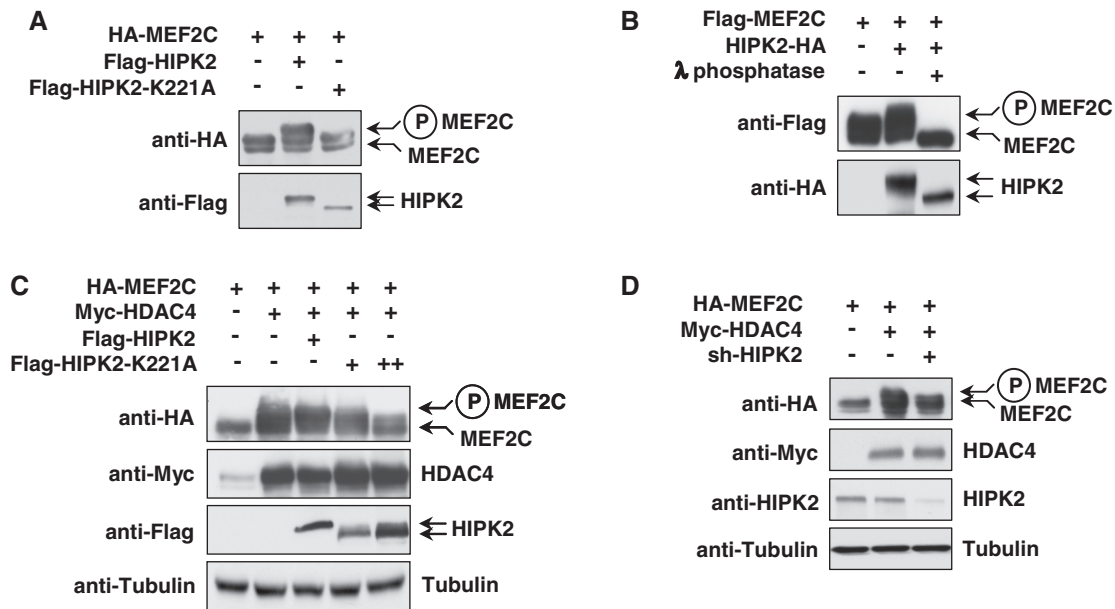 A
HA-MEF2C + + +
Flag-HIPK2 - + -
Flag-HIPK2-K221A - - +
anti-HA
P MEF2C
MEF2C
anti-Flag
HIPK2
B
Flag-MEF2C + + +
HIPK2-HA - + +
λ phosphatase - - +
anti-Flag
P MEF2C
MEF2C
anti-HA
HIPK2
C
HA-MEF2C + + + + +
Myc-HDAC4 - + + + +
Flag-HIPK2 - - + - -
Flag-HIPK2-K221A - - - + ++
anti-HA
P MEF2C
MEF2C
anti-Myc
HDAC4
anti-Flag
HIPK2
anti-Tubulin
Tubulin
D
HA-MEF2C + + +
Myc-HDAC4 - + +
sh-HIPK2 - - +
anti-HA
P MEF2C
MEF2C
anti-Myc
HDAC4
anti-HIPK2
HIPK2
anti-Tubulin
Tubulin